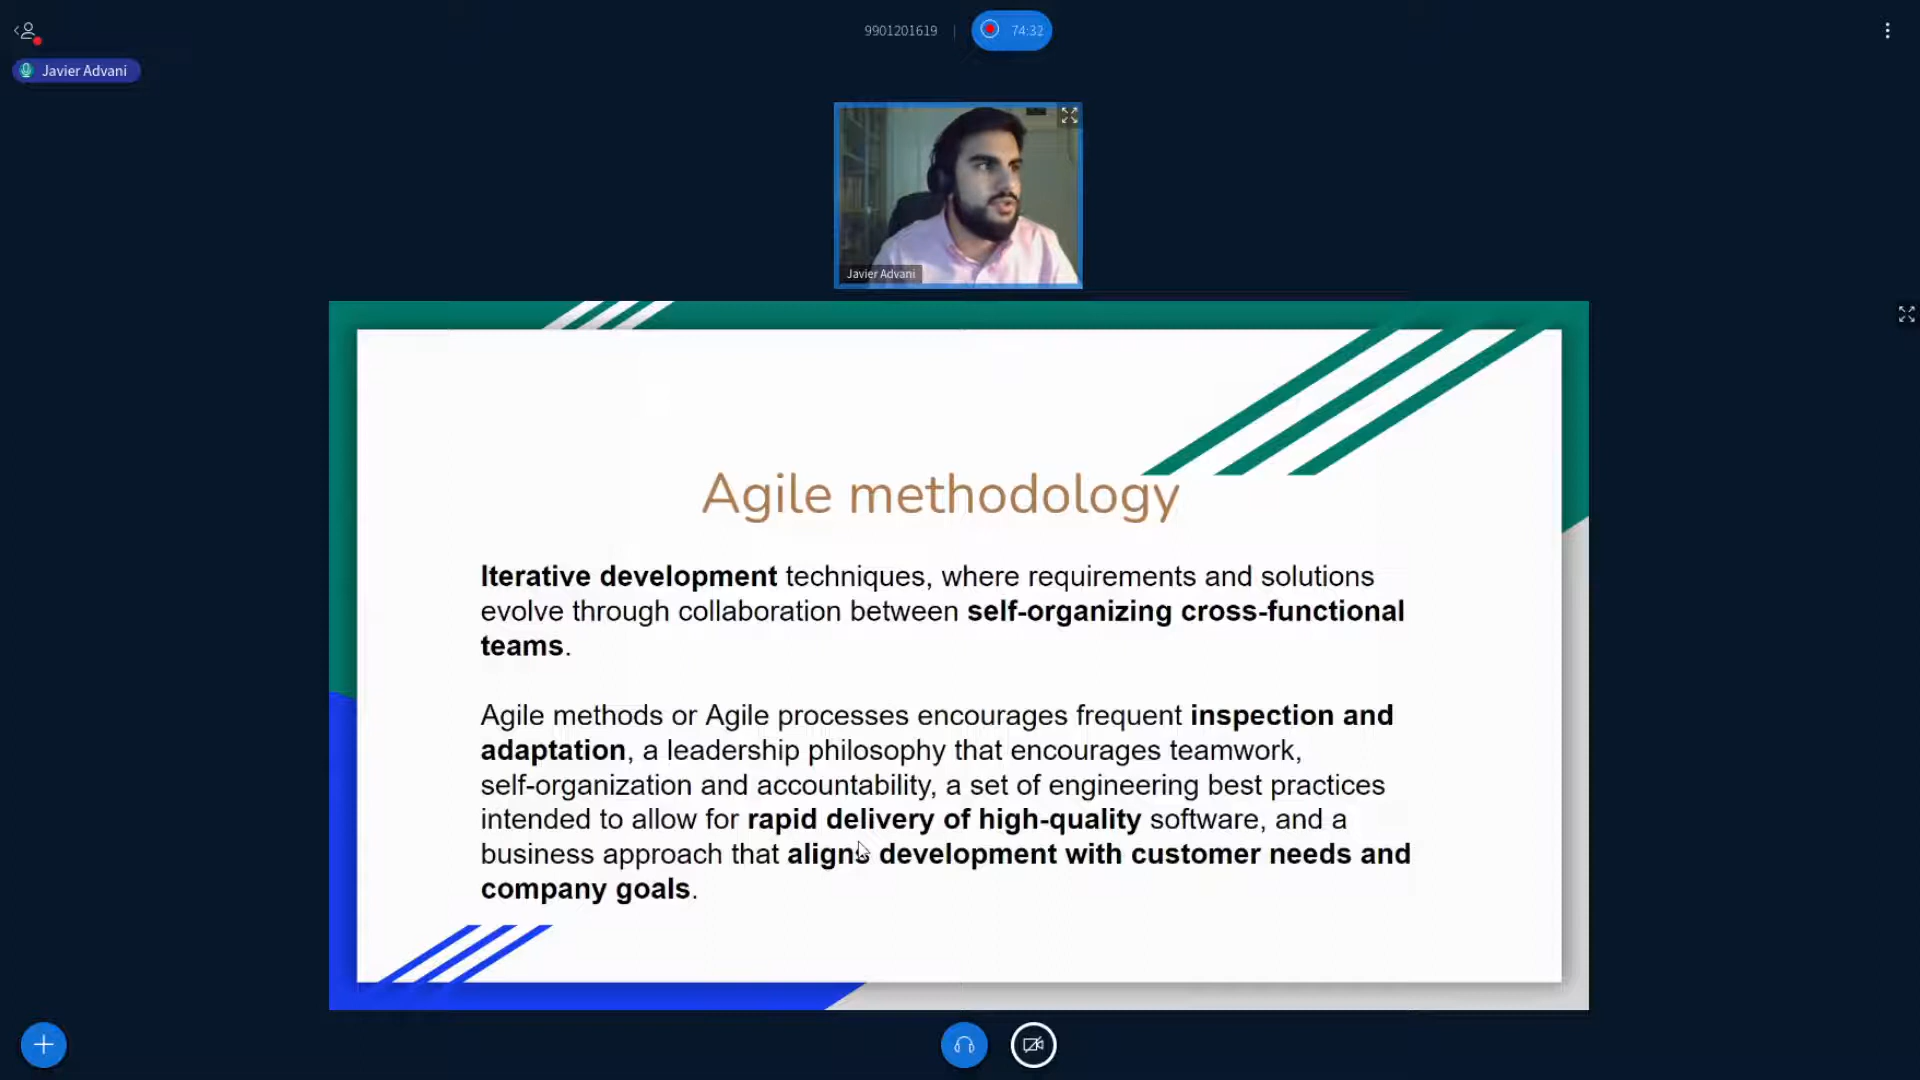 9901201619
74:32
Javier Advani
Javier Advani
Agile methodology
Iterative development techniques, where requirements and solutions
evolve through collaboration between self-organizing cross-functional
teams.
Agile methods or Agile processes encourages frequent inspection and
adaptation, a leadership philosophy that encourages teamwork,
self-organization and accountability, a set of engineering best practices
intended to allow for rapid delivery of high-quality software, and a
business approach that aligns development with customer needs and
company goals.